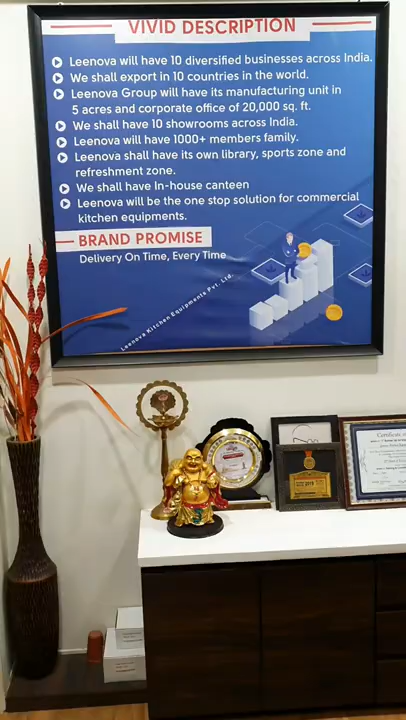 VIVID DESCRIPTION
Leenova will have 10 diversified businesses across India.
We shall export in 10 countries in the world.
Leenova Group will have its manufacturing unit in
5 acres and corporate office of 20,000 sq. ft.
We shall have 10 showrooms across India.
Leenova will have 1000+ members family.
Leenova shall have its own library, sports zone and
refreshment zone.
We shall have In-house canteen
Leenova will be the one stop solution for commercial
kitchen equipments.
BRAND PROMISE
Delivery On Time, Every Time
Leenova Kitchen Equipments Pvt. Ltd.